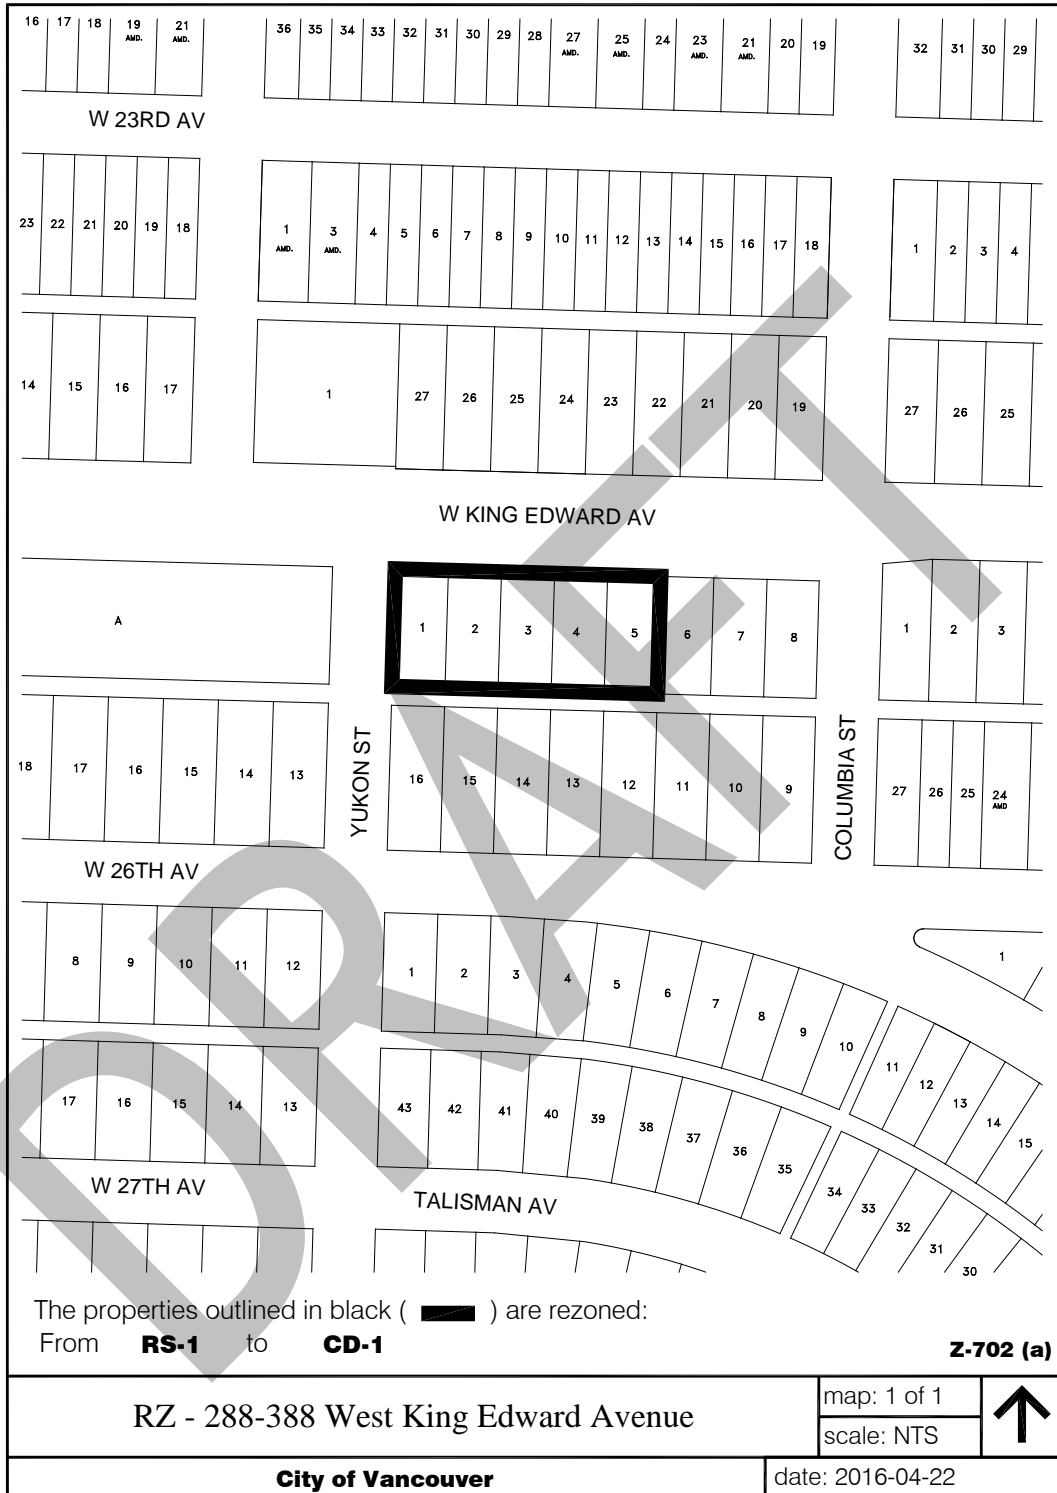 16 17 18 19 21 36 35 34 33 32 31 30 29 28 27 25 24 23 21 20 19 32 31 30 29
AMD. AMD. AMD. AMD. AMD. AMD.
W 23RD AV
23 22 21 20 19 18 1 3 4 5 6 7 8 9 10 11 12 13 14 15 16 17 18 1 2 3 4
AMD. AMD.
14 15 16 17 1 27 26 25 24 23 22 21 20 19 27 26 25
W KING EDWARD AV
A 1 2 3 4 5 6 7 8 1 2 3
YUKON ST
COLUMBIA ST
18 17 16 15 14 13 16 15 14 13 12 11 10 9 27 26 25 24
AMD
W 26TH AV
8 9 10 11 12 1 2 3 4 5 6 7 8 9 10 11 12 13 14 15 1
17 16 15 14 13 43 42 41 40 39 38 37 36 35 34 33 32 31 30
W 27TH AV
TALISMAN AV
DRAFT
The properties outlined in black ( ) are rezoned:
From RS-1 to CD-1
Z-702 (a)
RZ - 288-388 West King Edward Avenue
map: 1 of 1
scale: NTS
City of Vancouver
date: 2016-04-22